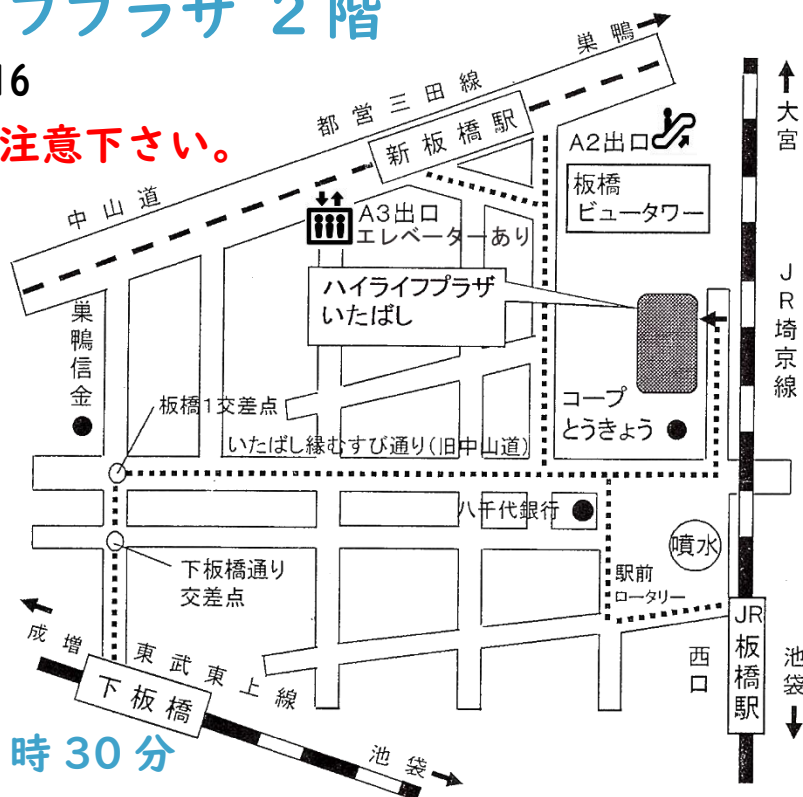 フプラザ 2階
16
注意下さい。
巣鴨
都営三田線
新板橋駅
中山道
A2出口
板橋
ビュータワー
大宮
A3出口
エレベーターあり
ハイライフプラザ
いたばし
JR埼京線
巣鴨信金
板橋1交差点
コープ
とうきょう
いたばし縁むすび通り(旧中山道)
八千代銀行
噴水
下板橋通り
交差点
駅前
ロータリー
成増
東武東上線
下板橋
西口
JR
板橋駅
池袋
時30分
池袋